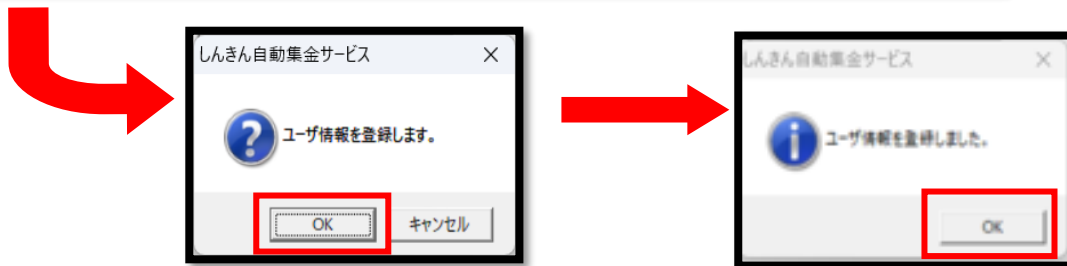 しんきん自動集金サービス
ユーザ情報を登録します。
OK
キャンセル
しんきん自動集金サービス
ユーザ情報を登録しました。
OK